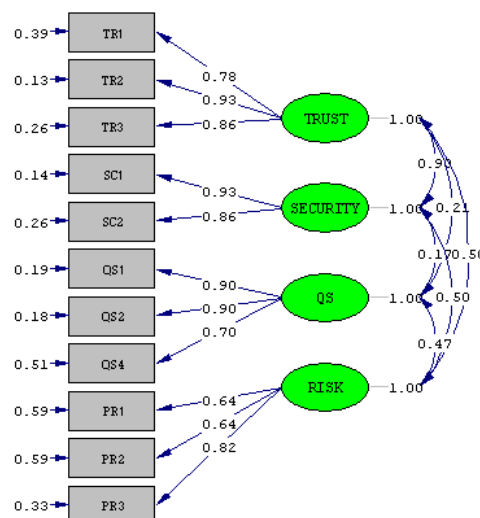 0.39 TR1
0.78
0.13 TR2
0.93
0.26 TR3
0.86
TRUST 1.00
0.90
0.14 SC1
0.93
0.26 SC2
0.86
SECURITY 1.00
0.21
0.17
0.50
0.50
0.19 QS1
0.90
0.18 QS2
0.90
0.51 QS4
0.70
QS 1.00
0.47
0.59 PR1
0.64
0.59 PR2
0.64
0.33 PR3
0.82
RISK 1.00